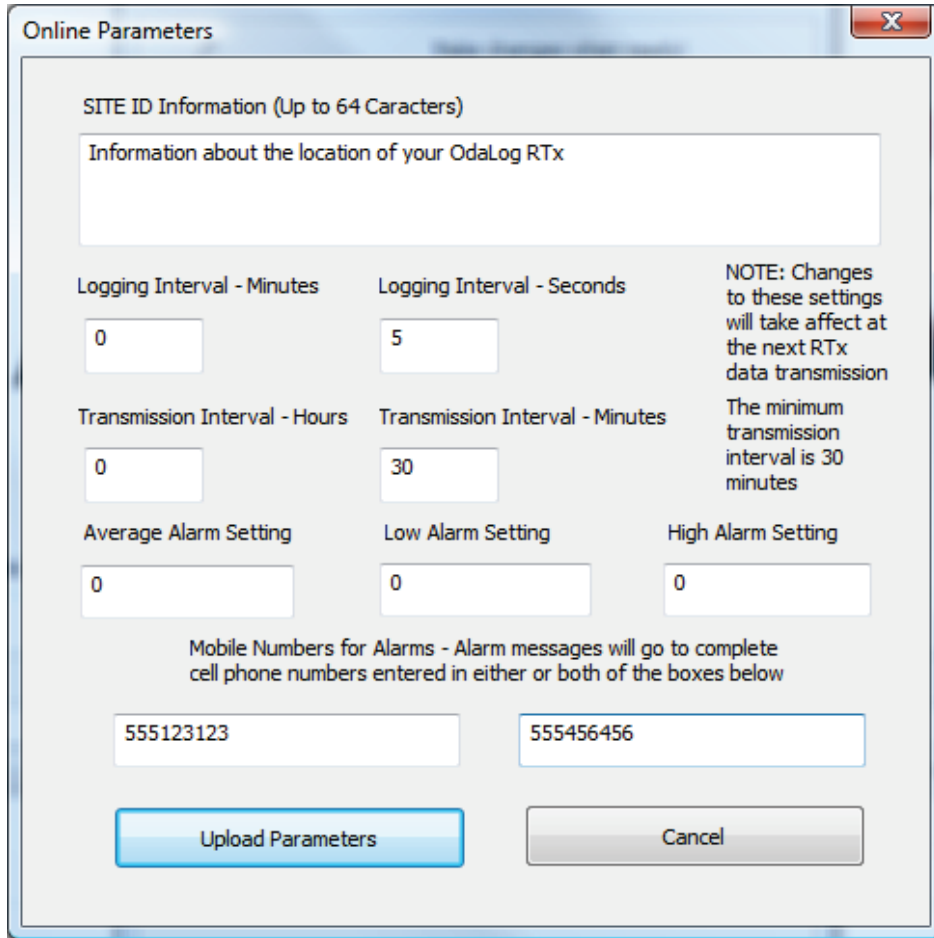 Online Parameters
SITE ID Information (Up to 64 Caracters)
Information about the location of your OdaLog RTx
Logging Interval - Minutes
Logging Interval - Seconds
0
5
NOTE: Changes
to these settings
will take affect at
the next RTx
data transmission
Transmission Interval - Hours
Transmission Interval - Minutes
0
30
The minimum
transmission
interval is 30
minutes
Average Alarm Setting
Low Alarm Setting
High Alarm Setting
0
0
0
Mobile Numbers for Alarms - Alarm messages will go to complete
cell phone numbers entered in either or both of the boxes below
555123123
555456456
Upload Parameters
Cancel